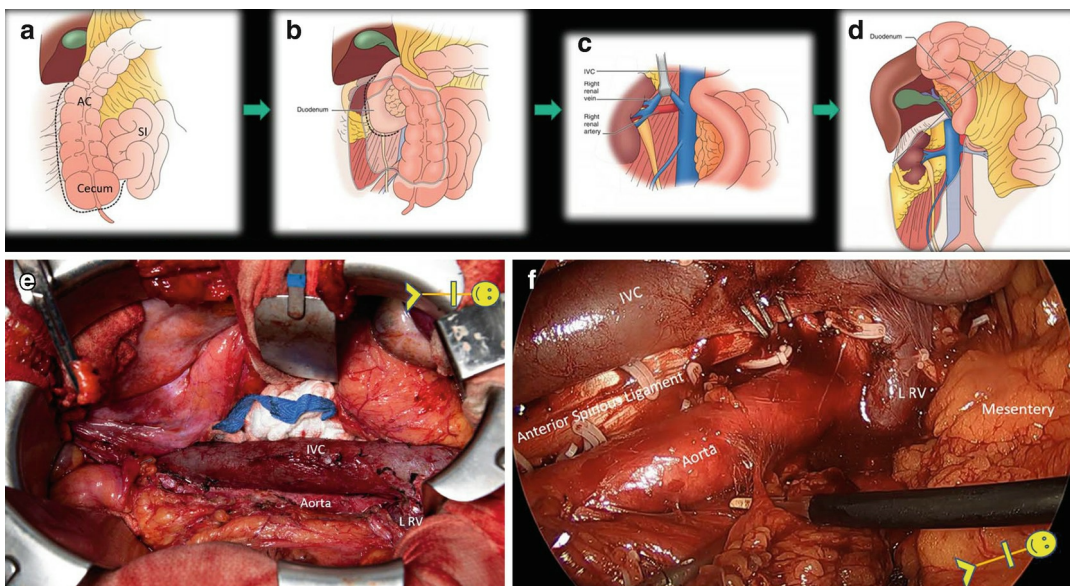 a
AC
SI
Cecum
b
Duodenum
c
IVC
Right
renal
vein
Right
renal
artery
d
Duodenum
e
IVC
Aorta
L RV
f
IVC
Anterior Spinous Ligament
Aorta
L RV
Mesentery